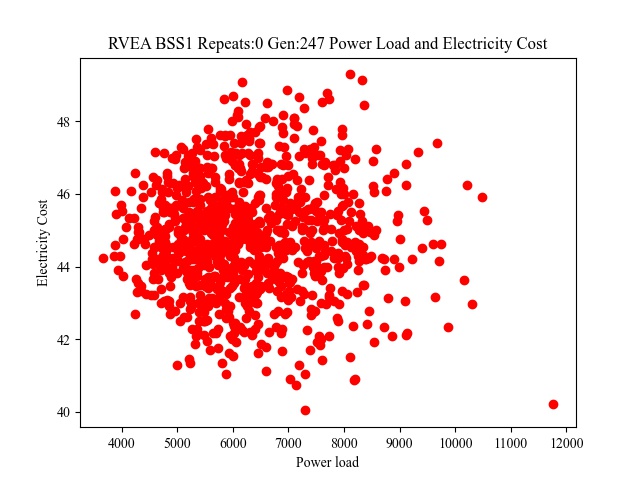 RVEA BSS1 Repeats:0 Gen:247 Power Load and Electricity Cost
Electricity Cost
48
46
44
42
40
4000 5000 6000 7000 8000 9000 10000 11000 12000
Power load